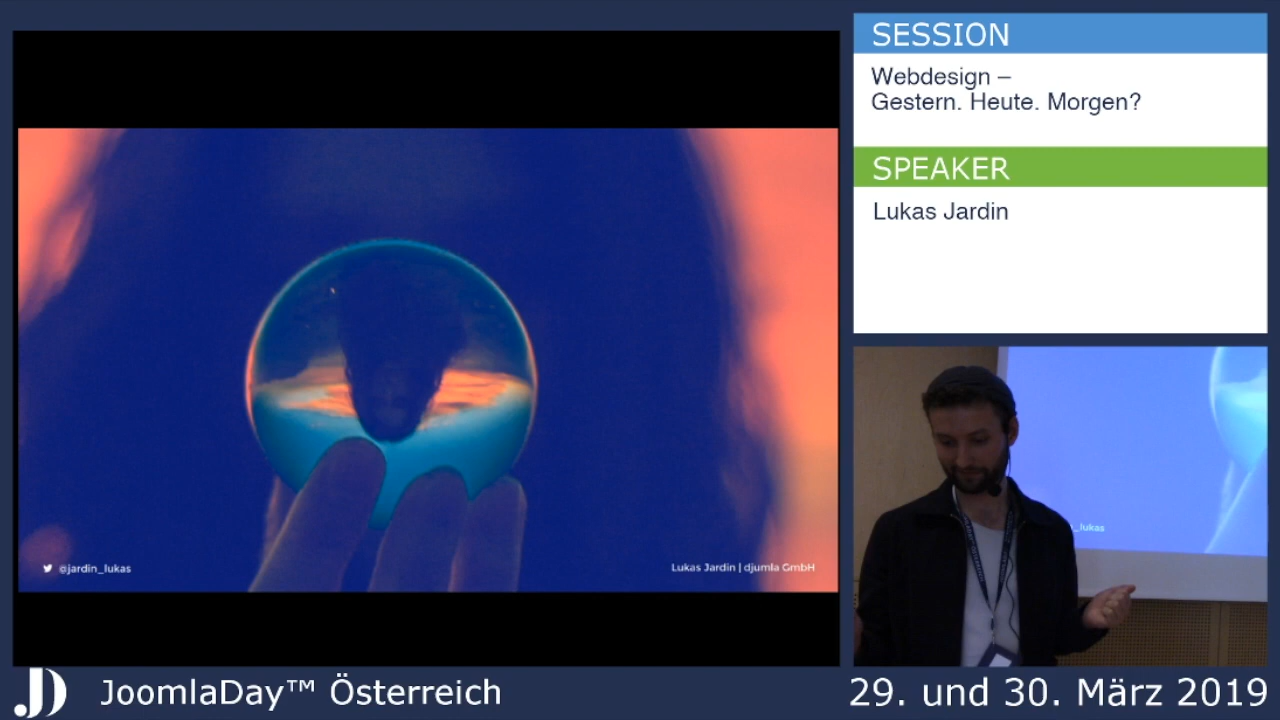 SESSION
Webdesign –
Gestern. Heute. Morgen?
SPEAKER
Lukas Jardin
@jardin_lukas
Lukas Jardin | djumla GmbH
_lukas
JoomlaDay™ Österreich
29. und 30. März 2019